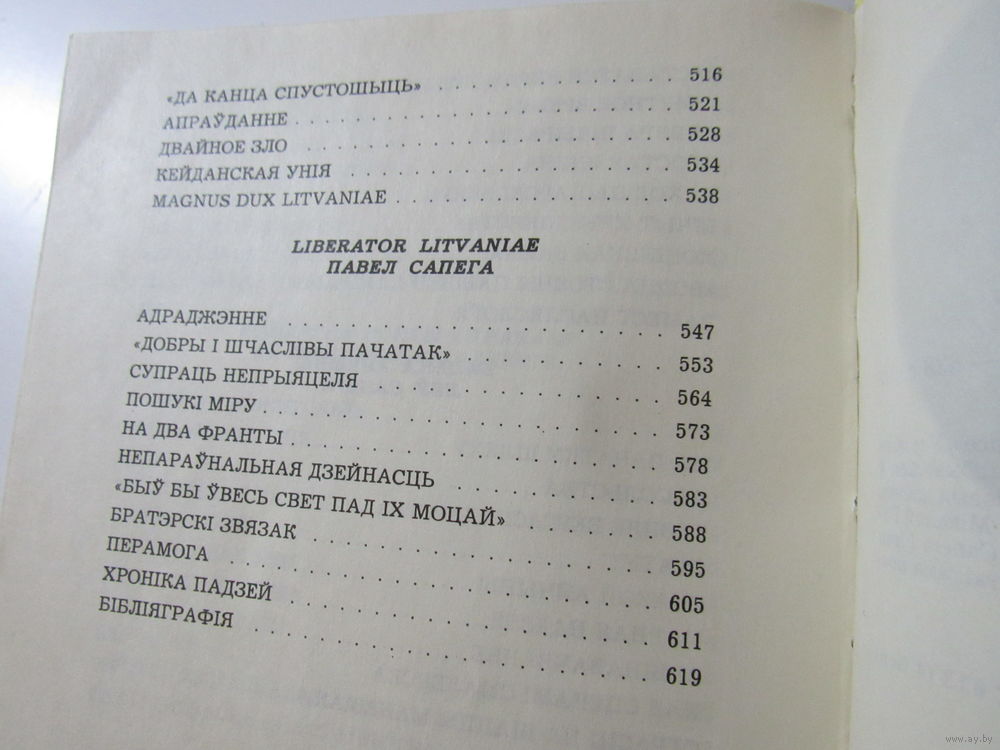 «ДА КАНЦА СПУСТОШЫЦЬ» . . . . . . . . . . . . . . . . 516
АПРАЎДАННЕ . . . . . . . . . . . . . . . . . . . . . . 521
ДВАЙНОЕ ЗЛО . . . . . . . . . . . . . . . . . . . . . 528
КЕЙДАНСКАЯ УНІЯ . . . . . . . . . . . . . . . . . . . 534
MAGNUS DUX LITVANIAE . . . . . . . . . . . . . . . . 538
LIBERATOR LITVANIAE
ПАВЕЛ САПЕГА
АДРАДЖЭННЕ . . . . . . . . . . . . . . . . . . . . . . 547
«ДОБРЫ І ШЧАСЛІВЫ ПАЧАТАК» . . . . . . . . . . . . 553
СУПРАЦЬ НЕПРЫЯЦЕЛЯ . . . . . . . . . . . . . . . . . 564
ПОШУКІ МІРУ . . . . . . . . . . . . . . . . . . . . . . 573
НА ДВА ФРАНТЫ . . . . . . . . . . . . . . . . . . . . 578
НЕПАРАЎНАЛЬНАЯ ДЗЕЙНАСЦЬ . . . . . . . . . . . . . 583
«БЫЎ БЫ ЎВЕСЬ СВЕТ ПАД ІХ МОЦАЙ» . . . . . . . . . 588
БРАТЭРСКІ ЗВЯЗАК . . . . . . . . . . . . . . . . . . . 595
ПЕРАМОГА . . . . . . . . . . . . . . . . . . . . . . . 605
ХРОНІКА ПАДЗЕЙ . . . . . . . . . . . . . . . . . . . . 611
БІБЛІЯГРАФІЯ . . . . . . . . . . . . . . . . . . . . . 619
www.ay.by